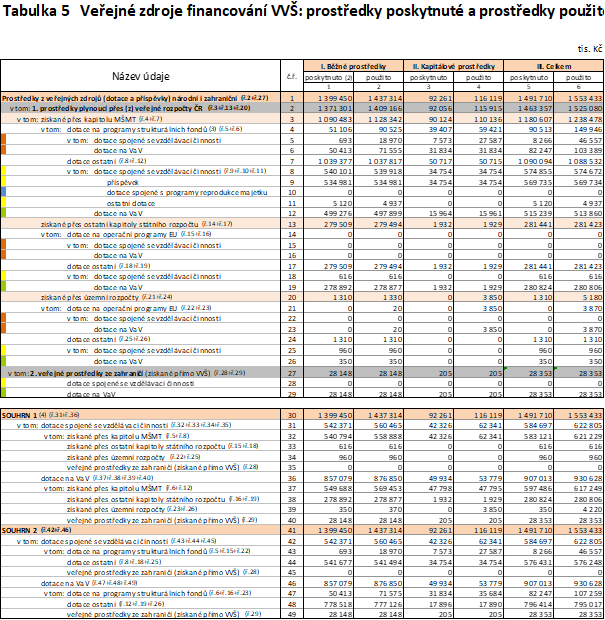 Tabulka 5 Veřejné zdroje financování VVŠ: prostředky poskytnuté a prostředky použit
tis. Kč
Název údaje č.ř. I. Běžné prostředky II. Kapitálové prostředky III. Celkem
poskytnuto (2) použito poskytnuto použito poskytnuto použito
1 2 3 4 5 6
Prostředky z veřejných zdrojů (dotace a příspěvky) národní i zahraniční (ř.2+ř.27) 1 1 399 450 1 437 314 92 261 116 119 1 491 710 1 553 433
v tom: 1. prostředky plynoucí přes (z) veřejné rozpočty ČR (ř.3+ř.13+ř.20) 2 1 371 301 1 409 166 92 056 115 915 1 463 357 1 525 080
v tom: získané přes kapitolu MŠMT (ř.4+ř.7) 3 1 090 483 1 128 342 90 124 110 136 1 180 607 1 238 478
v tom: dotace na programy strukturálních fondů (3) (ř.5+ř.6) 4 51 106 90 525 39 407 59 421 90 513 149 946
v tom: dotace spojené se vzdělávací činností 5 693 18 970 7 573 27 587 8 266 46 557
dotace na VaV 6 50 413 71 555 31 834 31 834 82 247 103 389
dotace ostatní (ř.8+ř.12) 7 1 039 377 1 037 817 50 717 50 715 1 090 094 1 088 532
v tom: dotace spojené se vzdělávací činností (ř.9+ř.10+ř.11) 8 540 101 539 918 34 754 34 754 574 855 574 672
příspěvek 9 534 981 534 981 34 754 34 754 569 735 569 734
dotace spojené s programy reprodukce majetku 10 0 0 0 0 0 0
ostatní dotace 11 5 120 4 937 0 0 5 120 4 937
dotace na VaV 12 499 276 497 899 15 964 15 961 515 239 513 860
získané přes ostatní kapitoly státního rozpočtu (ř.14+ř.17) 13 279 509 279 494 1 932 1 929 281 441 281 423
v tom: dotace na operační programy EU (ř.15+ř.16) 14 0 0 0 0 0 0
v tom: dotace spojené se vzdělávací činností 15 0 0 0 0 0 0
dotace na VaV 16 0 0 0 0 0 0
dotace ostatní (ř.18+ř.19) 17 279 509 279 494 1 932 1 929 281 441 281 423
v tom: dotace spojené se vzdělávací činností 18 616 616 0 0 616 616
dotace na VaV 19 278 892 278 877 1 932 1 929 280 824 280 806
získané přes územní rozpočty (ř.21+ř.24) 20 1 310 1 330 0 3 850 1 310 5 180
v tom: dotace na operační programy EU (ř.22+ř.23) 21 0 20 0 3 850 0 3 870
v tom: dotace spojené se vzdělávací činností 22 0 0 0 0 0 0
dotace na VaV 23 0 20 0 3 850 0 3 870
dotace ostatní (ř.25+ř.26) 24 1 310 1 310 0 0 1 310 1 310
v tom: dotace spojené se vzdělávací činností 25 960 960 0 0 960 960
dotace na VaV 26 350 350 0 0 350 350
v tom: 2. veřejné prostředky ze zahraničí (získané přímo VVŠ) (ř.28+ř.29) 27 28 148 28 148 205 205 28 353 28 353
dotace spojené se vzdělávací činností 28 0 0 0 0 0 0
dotace na VaV 29 28 148 28 148 205 205 28 353 28 353
SOUHRN 1 (4) (ř.31+ř.36) 30 1 399 450 1 437 314 92 261 116 119 1 491 710 1 553 433
v tom: dotace spojené se vzdělávací činností (ř.32+ř.33+ř.34+ř.35) 31 542 371 560 465 42 326 62 341 584 697 622 805
v tom: získané přes kapitolu MŠMT (ř.5+ř.8) 32 540 794 558 888 42 326 62 341 583 121 621 229
získané přes ostatní kapitoly státního rozpočtu (ř.15+ř.18) 33 616 616 0 0 616 616
získané přes územní rozpočty (ř.22+ř.25) 34 960 960 0 0 960 960
veřejné prostředky ze zahraničí (získané přímo VVŠ) (ř.28) 35 0 0 0 0 0 0
dotace na VaV (ř.37+ř.38+ř.39+ř.40) 36 857 079 876 850 49 934 53 779 907 013 930 628
v tom: získané přes kapitolu MŠMT (ř.6+ř.12) 37 549 688 569 453 47 798 47 795 597 486 617 249
získané přes ostatní kapitoly státního rozpočtu (ř.16+ř.19) 38 278 892 278 877 1 932 1 929 280 824 280 806
získané přes územní rozpočty (ř.23+ř.26) 39 350 370 0 3 850 350 4 220
veřejné prostředky ze zahraničí (získané přímo VVŠ) (ř.29) 40 28 148 28 148 205 205 28 353 28 353
SOUHRN 2 (ř.42+ř.46) 41 1 399 450 1 437 314 92 261 116 119 1 491 710 1 553 433
v tom: dotace spojené se vzdělávací činností (ř.43+ř.44+ř.45) 42 542 371 560 465 42 326 62 341 584 697 622 805
v tom: dotace na programy strukturálních fondů (ř.5+ř.15+ř.22) 43 693 18 970 7 573 27 587 8 266 46 557
dotace ostatní (ř.8+ř.18+ř.25) 44 541 677 541 494 34 754 34 754 576 431 576 248
veřejné prostředky ze zahraničí (získané přímo VVŠ) (ř.28) 45 0 0 0 0 0 0
dotace na VaV (ř.47+ř.48+ř.49) 46 857 079 876 850 49 934 53 779 907 013 930 628
v tom: dotace na programy strukturálních fondů (ř.6+ř.16+ř.23) 47 50 413 71 575 31 834 35 684 82 247 107 259
dotace ostatní (ř.12+ř.19+ř.26) 48 778 518 777 126 17 896 17 890 796 414 795 017
veřejné prostředky ze zahraničí (získané přímo VVŠ) (ř.29) 49 28 148 28 148 205 205 28 353 28 353